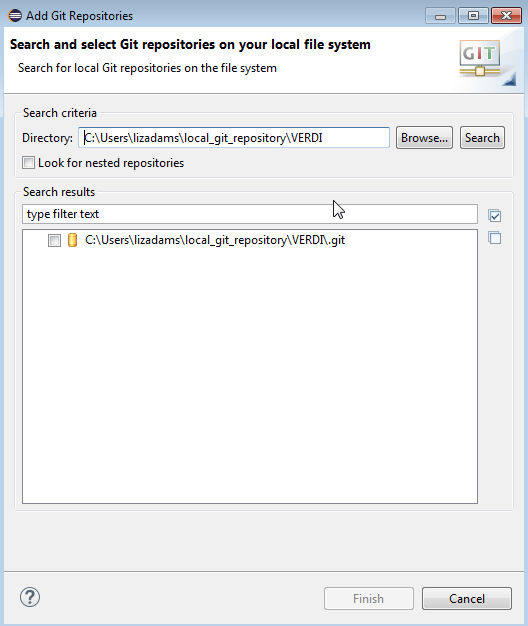 Add Git Repositories
Search and select Git repositories on your local file system
Search for local Git repositories on the file system
GIT
Search criteria
Directory: C:\Users\lizadams\local_git_repository\VERDI Browse... Search
Look for nested repositories
Search results
type filter text
C:\Users\lizadams\local_git_repository\VERDI\.git
? Finish Cancel